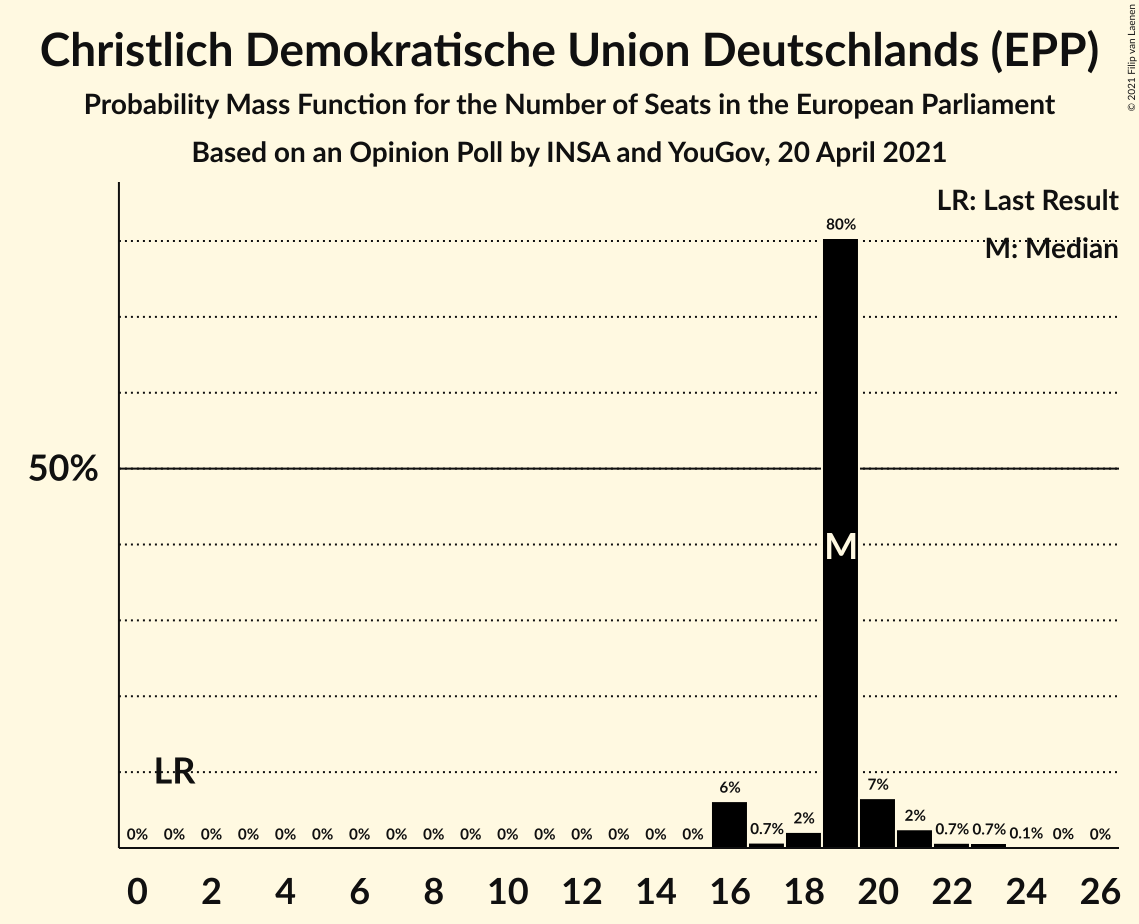 Christlich Demokratische Union Deutschlands (EPP)
Probability Mass Function for the Number of Seats in the European Parliament
Based on an Opinion Poll by INSA and YouGov, 20 April 2021
© 2021 Filip van Laenen
LR: Last Result
M: Median
80%
50%
M
LR
0% 0% 0% 0% 0% 0% 0% 0% 0% 0% 0% 0% 0% 0% 0% 0% 6% 0.7% 2% 7% 2% 0.7% 0.7% 0.1% 0% 0%
0 2 4 6 8 10 12 14 16 18 20 22 24 26